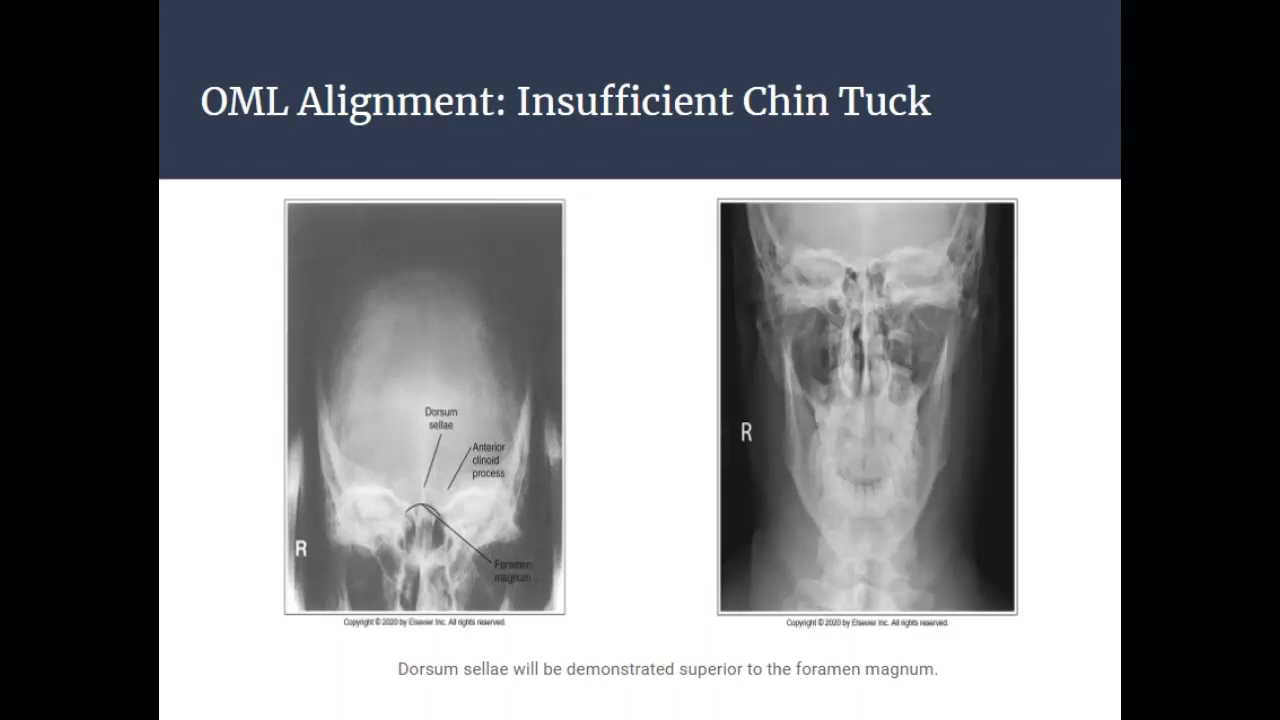 OML Alignment: Insufficient Chin Tuck
Dorsum
sellae
Anterior
clinoid
process
R
Foramen
magnum
R
Copyright © 2020 by Elsevier Inc. All rights reserved.
Copyright © 2020 by Elsevier Inc. All rights reserved.
Dorsum sellae will be demonstrated superior to the foramen magnum.